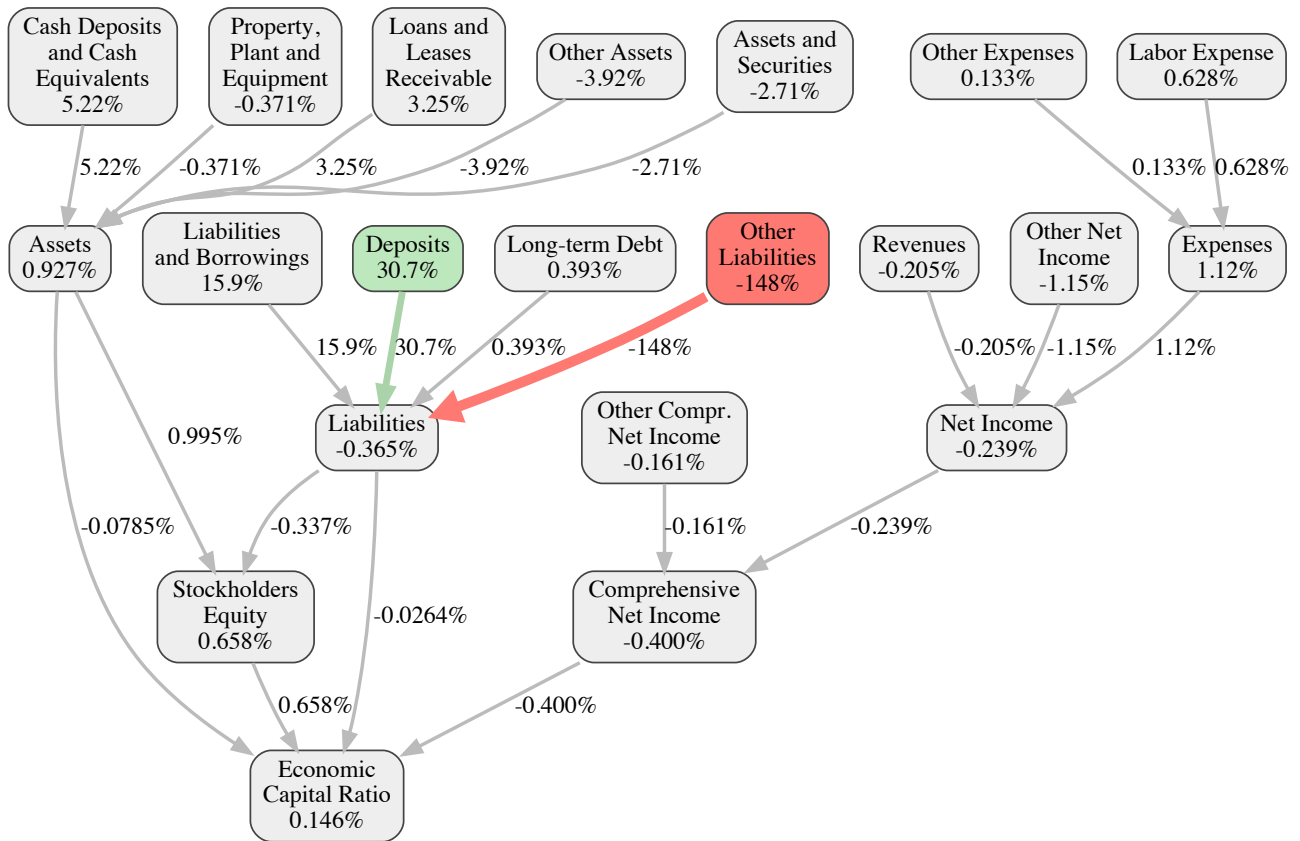 Cash Deposits
and Cash
Equivalents
5.22%
Property,
Plant and
Equipment
-0.371%
Loans and
Leases
Receivable
3.25%
Other Assets
-3.92%
Assets and
Securities
-2.71%
Other Expenses
0.133%
Labor Expense
0.628%
5.22%
-0.371%
3.25%
-3.92%
-2.71%
0.133%
0.628%
Assets
0.927%
Liabilities
and Borrowings
15.9%
Deposits
30.7%
Long-term Debt
0.393%
Other
Liabilities
-148%
Revenues
-0.205%
Other Net
Income
-1.15%
Expenses
1.12%
15.9%
30.7%
0.393%
-148%
-0.205%
-1.15%
1.12%
0.995%
Liabilities
-0.365%
Other Compr.
Net Income
-0.161%
Net Income
-0.239%
-0.0785%
-0.337%
-0.161%
-0.239%
Stockholders
Equity
0.658%
-0.0264%
Comprehensive
Net Income
-0.400%
0.658%
-0.400%
Economic
Capital Ratio
0.146%